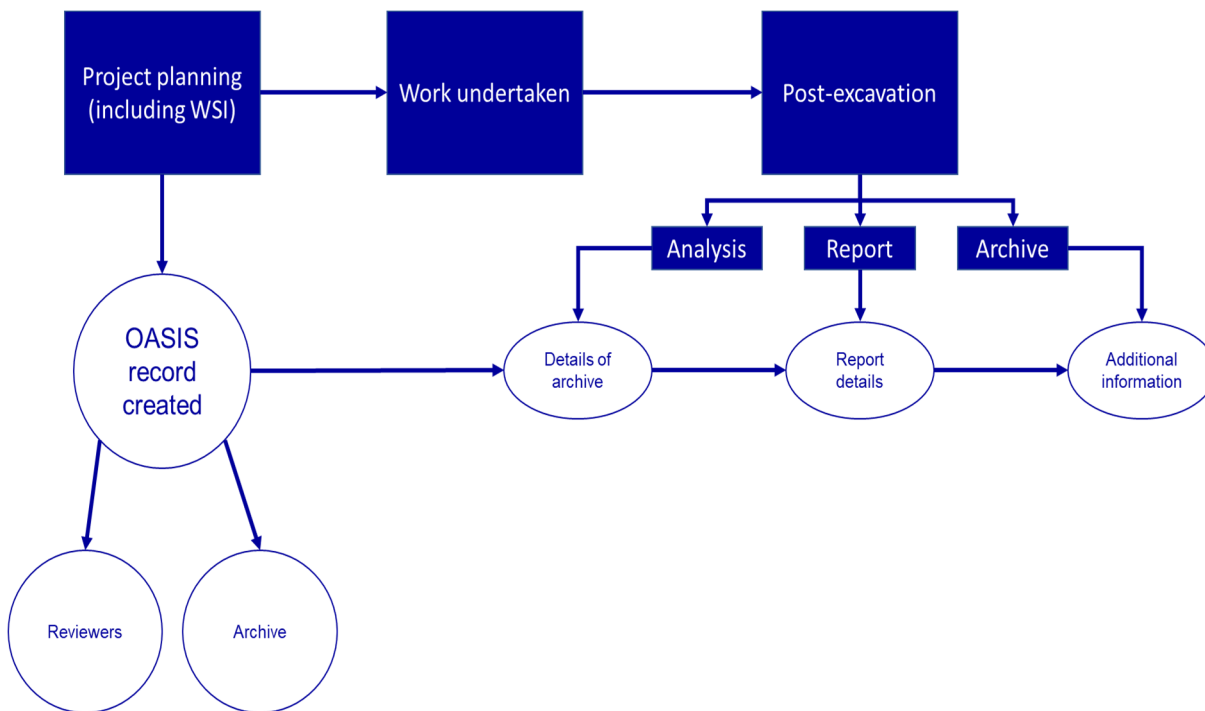 Project planning
(including WSI)
Work undertaken
Post-excavation
Analysis
Report
Archive
OASIS
record
created
Details of
archive
Report
details
Additional
information
Reviewers
Archive